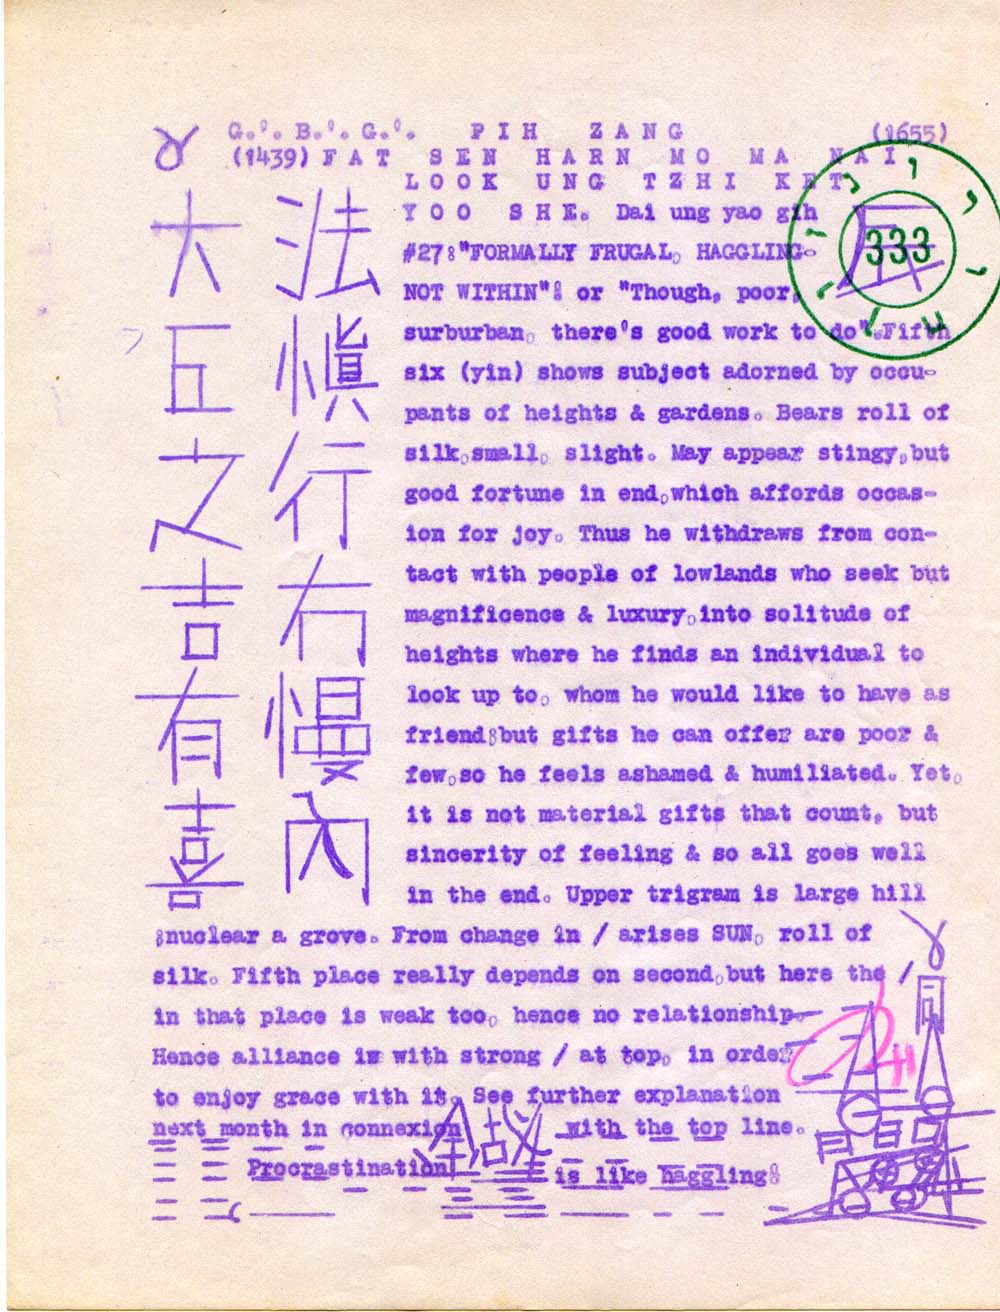 G.'. B.'. G.'. PIH ZANG (1655)
(1439) FAT SEN HARN MO MA NAI
LOOK UNG TZHI KET
YOO SHE. Dai ung yao gih
#27:"FORMALLY FRUGAL, HAGGLING-
NOT WITHIN"; or "Though, poor,
surburban, there's good work to do".Fifth
six (yin) shows subject adorned by occu-
pants of heights & gardens. Bears roll of
silk,small, slight. May appear stingy,but
good fortune in end,which affords occas-
ion for joy. Thus he withdraws from con-
tact with people of lowlands who seek but
magnificence & luxury,into solitude of
heights where he finds an individual to
look up to, whom he would like to have as
friend;but gifts he can offer are poor &
few,so he feels ashamed & humiliated. Yet,
it is not material gifts that count, but
sincerity of feeling & so all goes well
in the end. Upper trigram is large hill
;nuclear a grove. From change in / arises SUN, roll of
silk. Fifth place really depends on second,but here the /
in that place is weak too, hence no relationship.
Hence alliance is with strong / at top, in order
to enjoy grace with it. See further explanation
next month in connexion with the top line.
Procrastination is like haggling;
法慎行冇慢內
大五之吉有喜
333